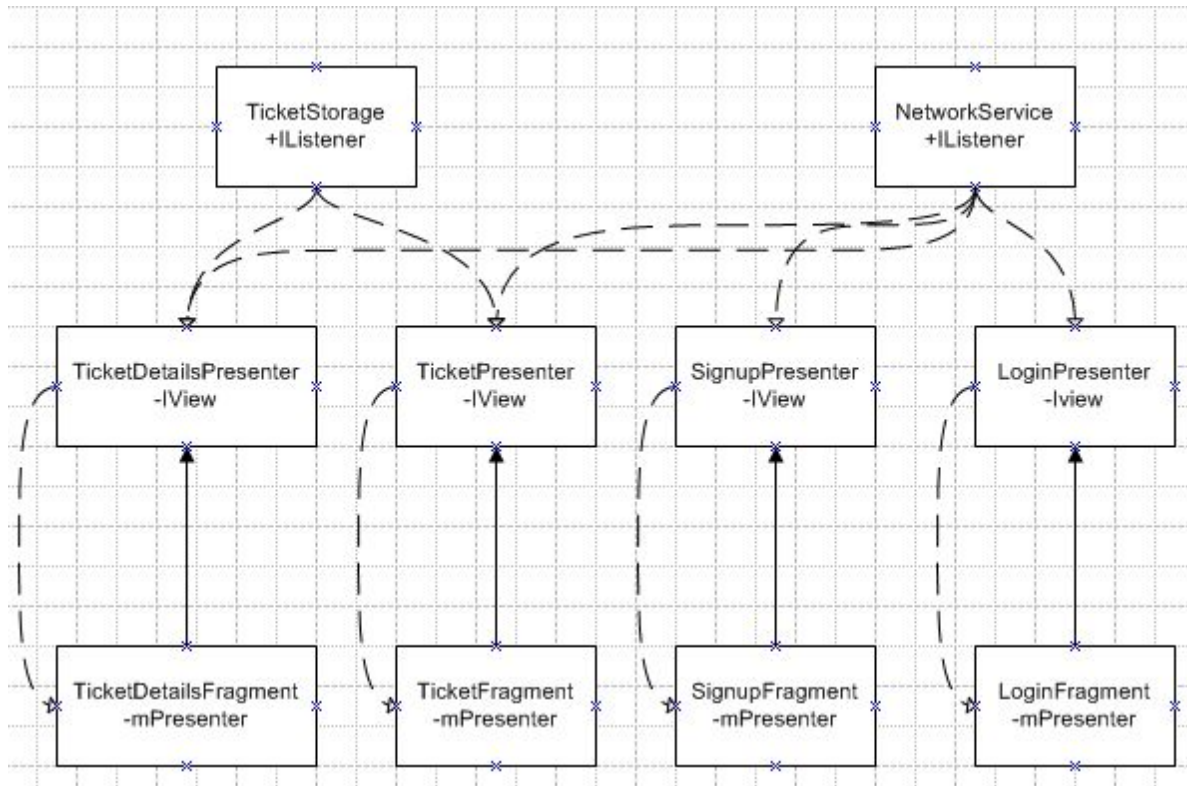 TicketStorage
+IListener
NetworkService
+IListener
TicketDetailsPresenter
-IView
TicketPresenter
-IView
SignupPresenter
-IView
LoginPresenter
-Iview
TicketDetailsFragment
-mPresenter
TicketFragment
-mPresenter
SignupFragment
-mPresenter
LoginFragment
-mPresenter